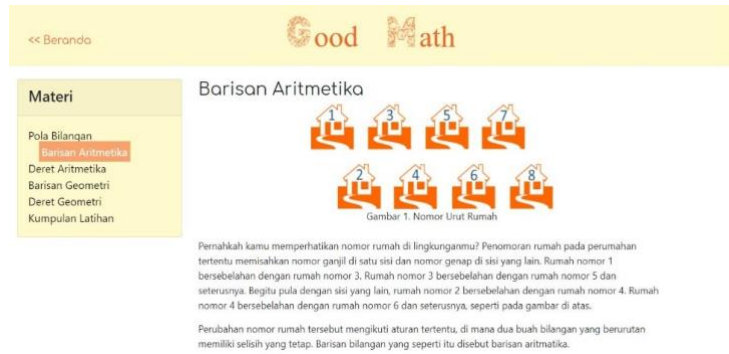 << Beranda
Good Math
Materi
Pola Bilangan
Barisan Aritmetika
Deret Aritmetika
Barisan Geometri
Deret Geometri
Kumpulan Latihan
Barisan Aritmetika
1 3 5 7
2 4 6 8
Gambar 1. Nomor Urut Rumah
Pernahkah kamu memperhatikan nomor rumah di lingkunganmu? Penomoran rumah pada perumahan
tertentu memisahkan nomor ganjil di satu sisi dan nomor genap di sisi yang lain. Rumah nomor 1
bersebelahan dengan rumah nomor 3. Rumah nomor 3 bersebelahan dengan rumah nomor 5 dan
seterusnya. Begitu pula dengan sisi yang lain, rumah nomor 2 bersebelahan dengan rumah nomor 4. Rumah
nomor 4 bersebelahan dengan rumah nomor 6 dan seterusnya, seperti pada gambar di atas.
Perubahan nomor rumah tersebut mengikuti aturan tertentu, di mana dua buah bilangan yang berurutan
memiliki selisih yang tetap. Barisan bilangan yang seperti itu disebut barisan aritmatika.